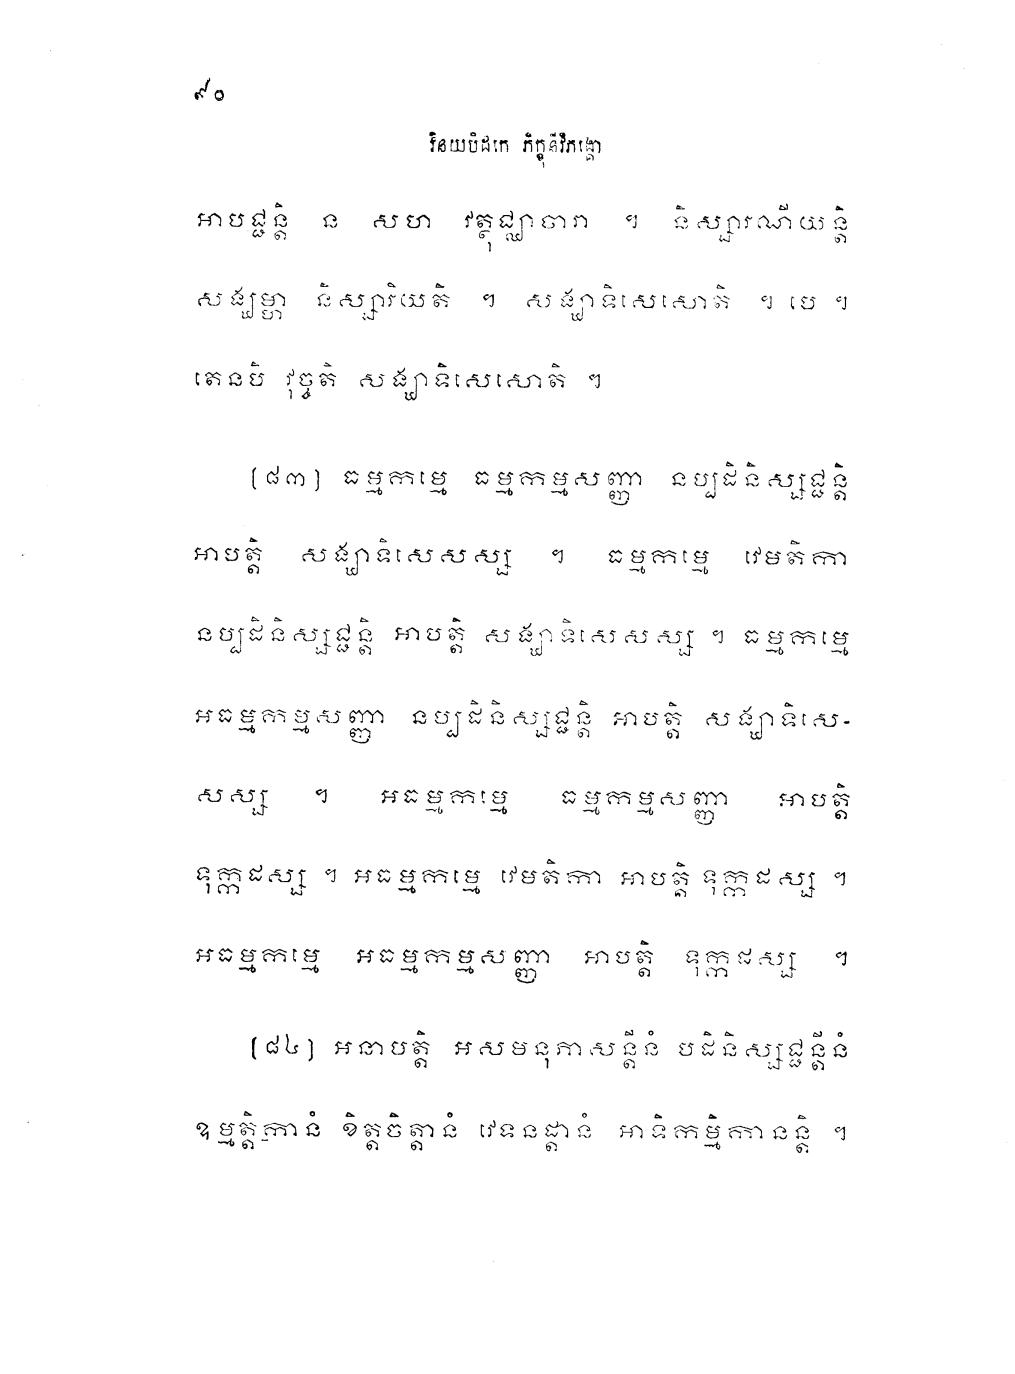 ៩០
វិនយបិដកេ ភិក្ខុនីវិភង្គោ
អាបជ្ជន្តិ ន សហ វត្ថុជ្ឈាចារា ។ និស្សារណីយន្តិ
សង្ឃម្ហា និស្សារិយតិ ។ សង្ឃាទិសេសោតិ ។ បេ ។
តេនបិ វុច្ចតិ សង្ឃាទិសេសោតិ ។
[៨៣] ធម្មកម្មេ ធម្មកម្មសញ្ញា នប្បដិនិស្សជ្ជន្តិ
អាបត្តិ សង្ឃាទិសេសស្ស ។ ធម្មកម្មេ វេមតិកា
នប្បដិនិស្សជ្ជន្តិ អាបត្តិ សង្ឃាទិសេសស្ស ។ ធម្មកម្មេ
អធម្មកម្មសញ្ញា នប្បដិនិស្សជ្ជន្តិ អាបត្តិ សង្ឃាទិសេ-
សស្ស ។ អធម្មកម្មេ ធម្មកម្មសញ្ញា អាបត្តិ
ទុក្កដស្ស ។ អធម្មកម្មេ វេមតិកា អាបត្តិ ទុក្កដស្ស ។
អធម្មកម្មេ អធម្មកម្មសញ្ញា អាបត្តិ ទុក្កដស្ស ។
[៨៤] អនាបត្តិ អសមនុភាសន្តីនំ បដិនិស្សជ្ជន្តីនំ
ឧម្មត្តិកានំ ខិត្តចិត្តានំ វេទនដ្តានំ អាទិកម្មិកានន្តិ ។